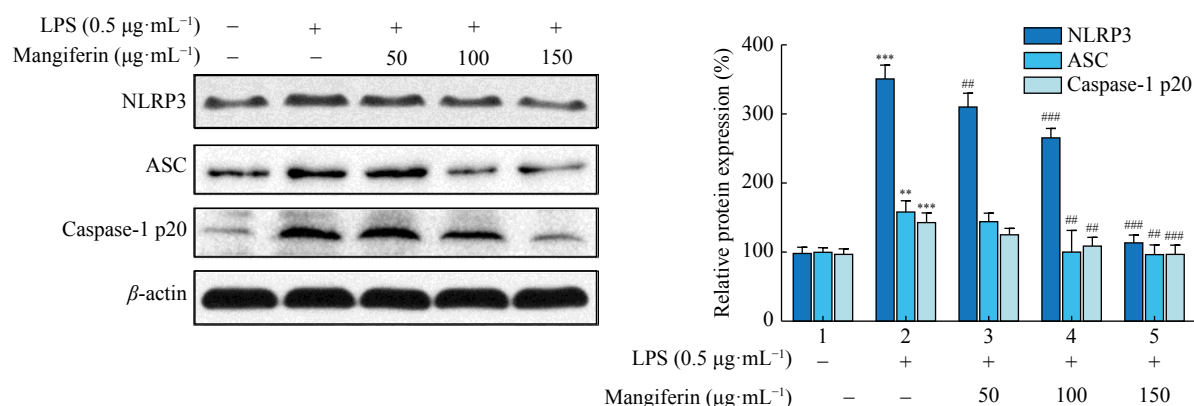 LPS (0.5 μg·mL⁻¹) – + + + +
Mangiferin (μg·mL⁻¹) – – 50 100 150
NLRP3
ASC
Caspase-1 p20
β-actin
Relative protein expression (%)
400
300
200
100
0
NLRP3
ASC
Caspase-1 p20
***
** ***
##
###
## ##
### ## ###
1 2 3 4 5
LPS (0.5 μg·mL⁻¹) – + + + +
Mangiferin (μg·mL⁻¹) – – 50 100 150